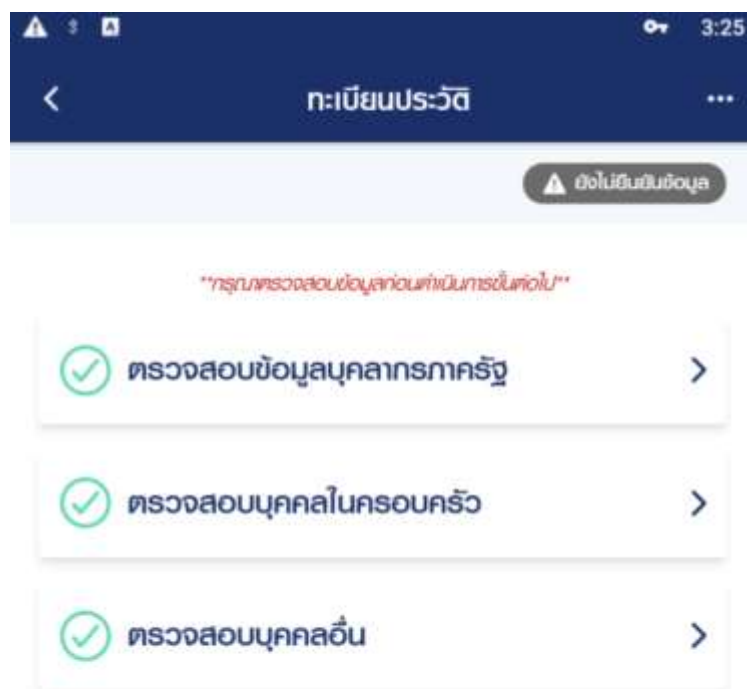 3:25
ทะเบียนประวัติ
ยังไม่ยืนยันข้อมูล
**กรุณาตรวจสอบข้อมูลก่อนดำเนินการขั้นต่อไป**
ตรวจสอบข้อมูลบุคลากรภาครัฐ
ตรวจสอบบุคคลในครอบครัว
ตรวจสอบบุคคลอื่น